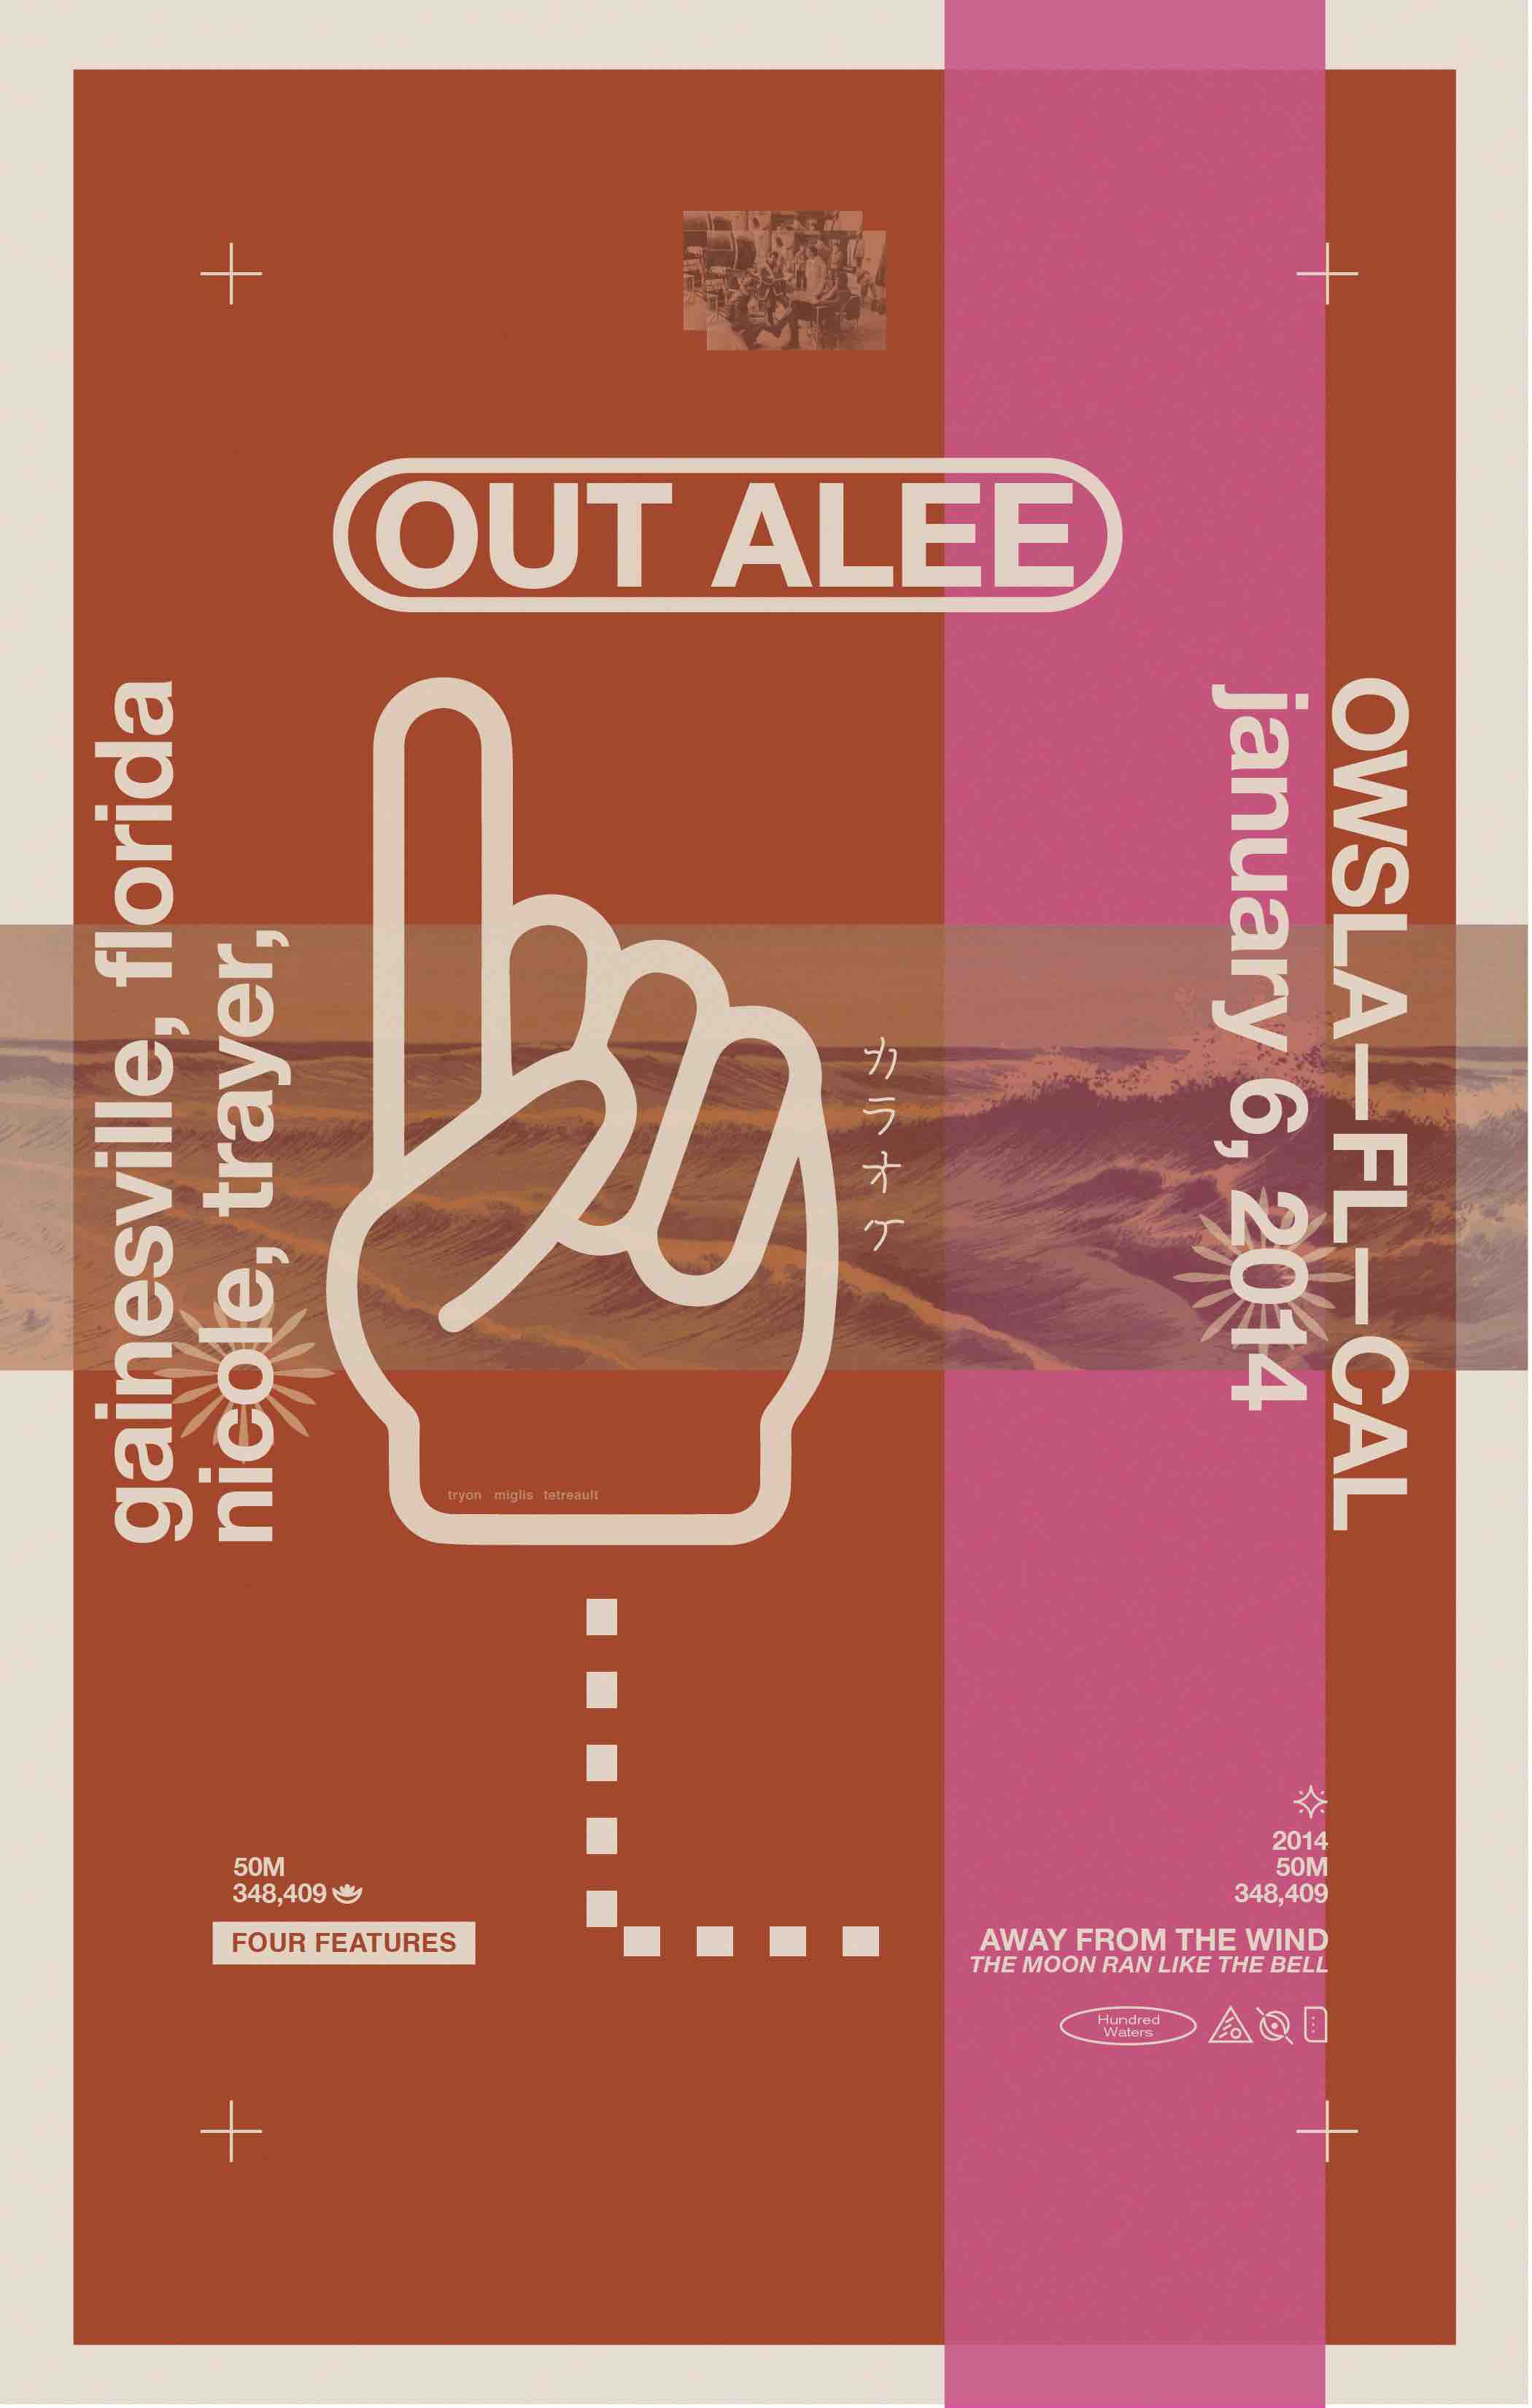 OUT ALEE
gainesville, florida
nicole, trayer,
カラオケ
january 6, 2014
OWSLA—FL—CAL
tryon miglis tetreault
50M
348,409
FOUR FEATURES
2014
50M
348,409
AWAY FROM THE WIND
THE MOON RAN LIKE THE BELL
Hundred
Waters